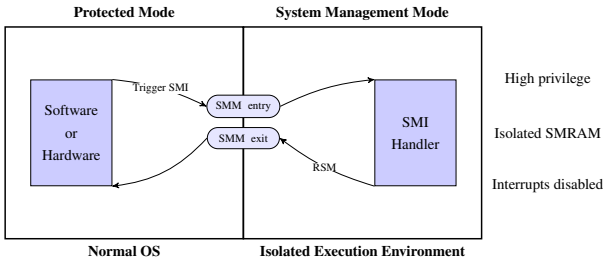 Protected Mode
System Management Mode
Trigger SMI
SMM entry
SMM exit
RSM
Software
or
Hardware
SMI
Handler
High privilege
Isolated SMRAM
Interrupts disabled
Normal OS
Isolated Execution Environment